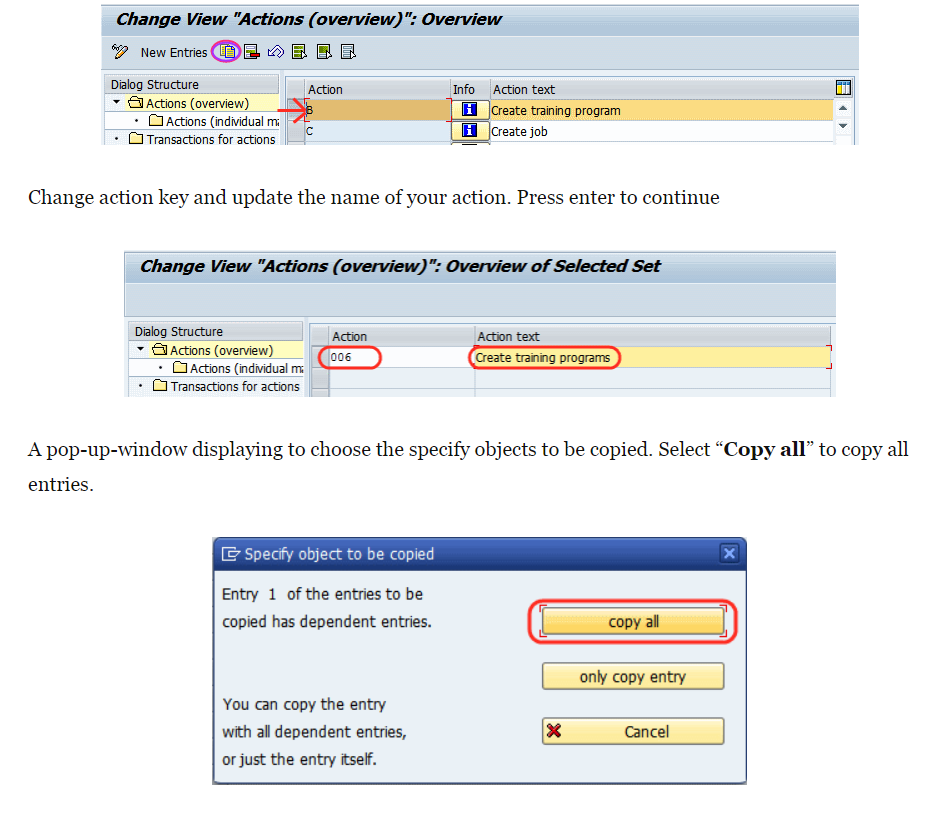 Change View "Actions (overview)": Overview
New Entries
Dialog Structure
Action Info Action text
Actions (overview)
B Create training program
Actions (individual ma
C Create job
Transactions for actions
Change action key and update the name of your action. Press enter to continue
Change View "Actions (overview)": Overview of Selected Set
Dialog Structure
Action Action text
Actions (overview)
006 Create training programs
Actions (individual ma
Transactions for actions
A pop-up-window displaying to choose the specify objects to be copied. Select “Copy all” to copy all
entries.
Specify object to be copied
Entry 1 of the entries to be
copied has dependent entries.
copy all
only copy entry
You can copy the entry
with all dependent entries,
or just the entry itself.
Cancel